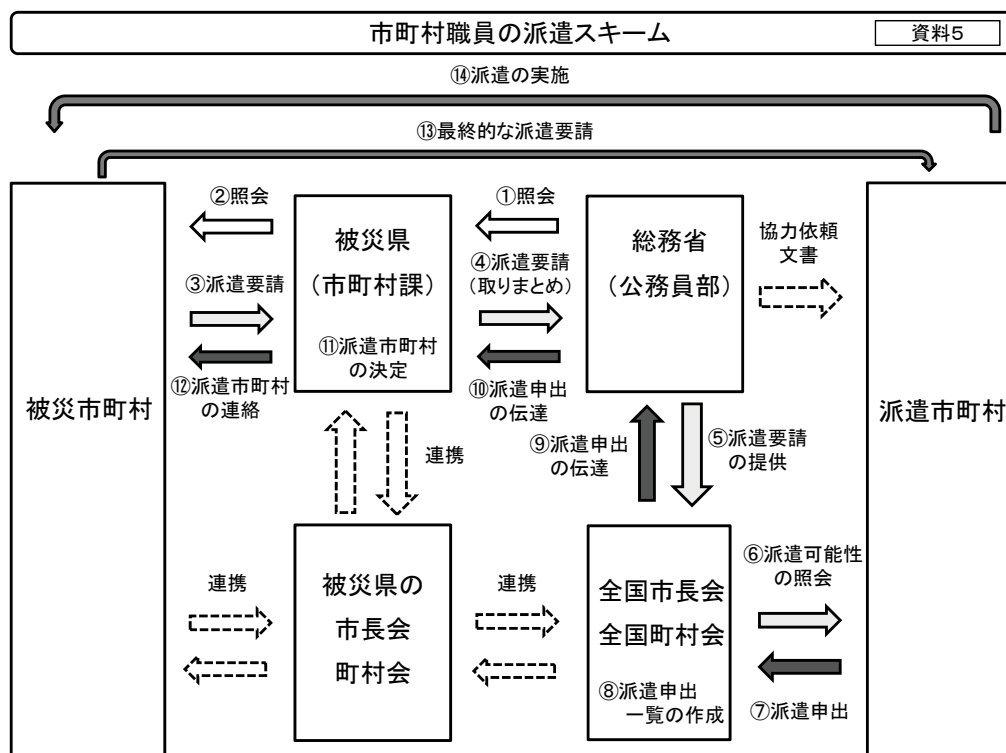 市町村職員の派遣スキーム
資料5
⑭派遣の実施
⑬最終的な派遣要請
②照会
①照会
被災県
(市町村課)
総務省
(公務員部)
協力依頼
文書
③派遣要請
④派遣要請
(取りまとめ)
⑪派遣市町村
の決定
⑫派遣市町村
の連絡
⑩派遣申出
の伝達
被災市町村
派遣市町村
連携
⑨派遣申出
の伝達
⑤派遣要請
の提供
連携
被災県の
市長会
町村会
連携
全国市長会
全国町村会
⑧派遣申出
一覧の作成
⑥派遣可能性
の照会
⑦派遣申出